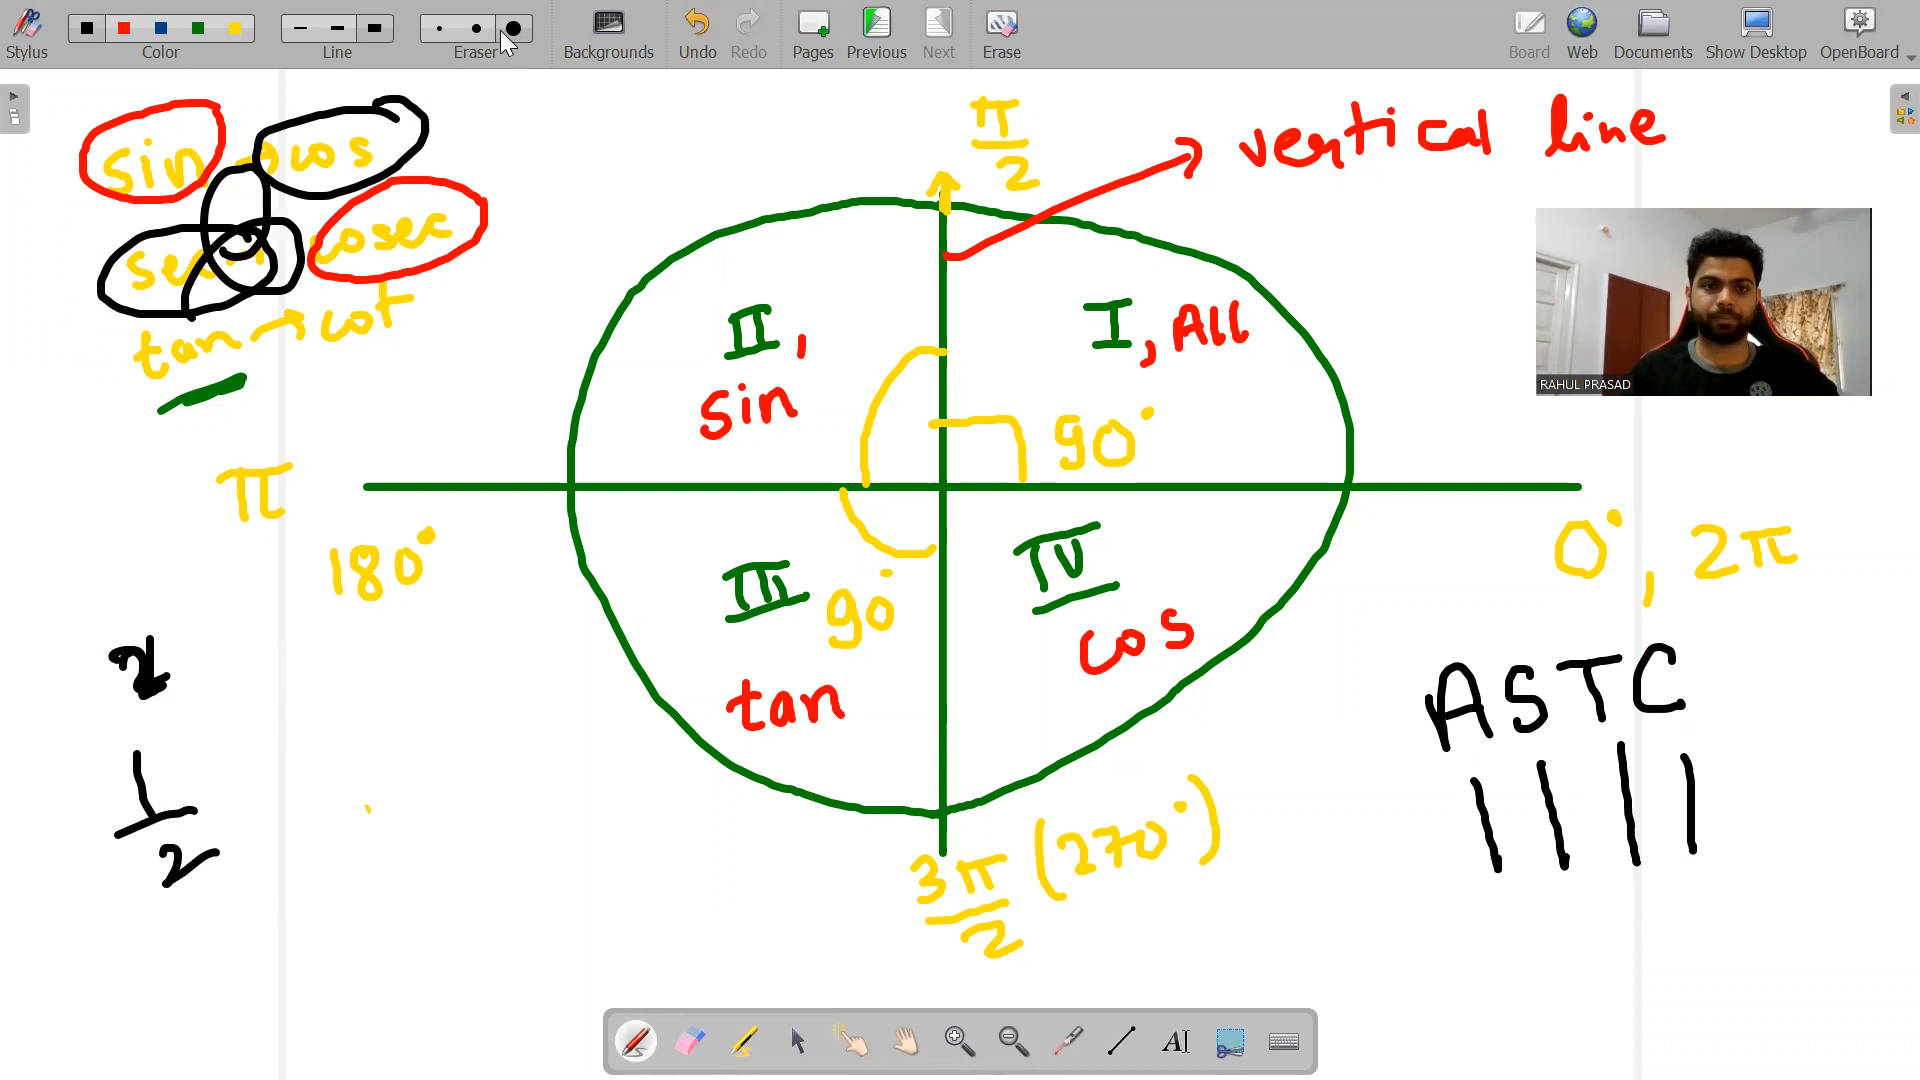 Stylus Color Line Eraser Backgrounds Undo Redo Pages Previous Next Erase Board Web Documents Show Desktop OpenBoard
sin → cos
sec → cosec
tan → cot
π/2
vertical line
RAHUL PRASAD
II,
sin
I, All
90°
π
180°
0°, 2π
III
90°
tan
IV
cos
1/2
3π/2 (270°)
ASTC
AI